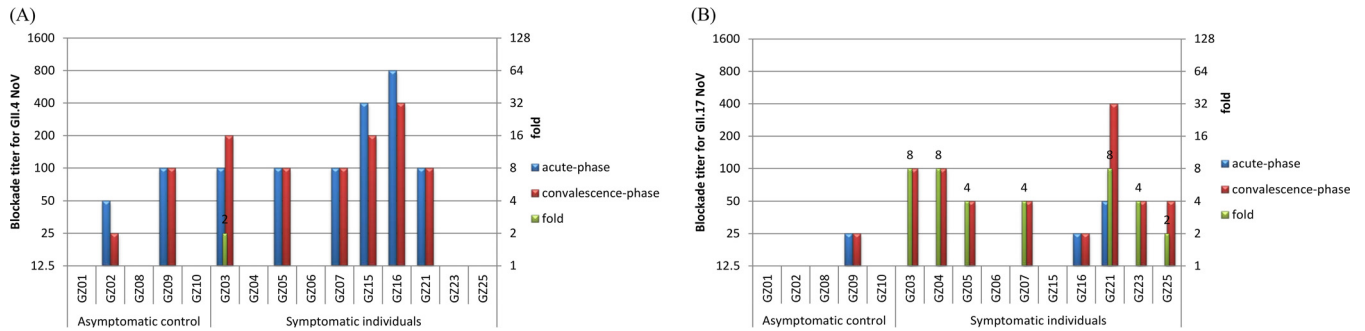 (A)
Blockade titer for GII.4 NoV
1600
800
400
200
100
50
25
12.5
128
64
32
16
8
4
2
1
fold
2
acute-phase
convalescence-phase
fold
GZ01
GZ02
GZ08
GZ09
GZ10
GZ03
GZ04
GZ05
GZ06
GZ07
GZ15
GZ16
GZ21
GZ23
GZ25
Asymptomatic control
Symptomatic individuals
(B)
Blockade titer for GII.17 NoV
1600
800
400
200
100
50
25
12.5
128
64
32
16
8
4
2
1
fold
8
8
4
4
8
4
2
acute-phase
convalescence-phase
fold
GZ01
GZ02
GZ08
GZ09
GZ10
GZ03
GZ04
GZ05
GZ06
GZ07
GZ15
GZ16
GZ21
GZ23
GZ25
Asymptomatic control
Symptomatic individuals